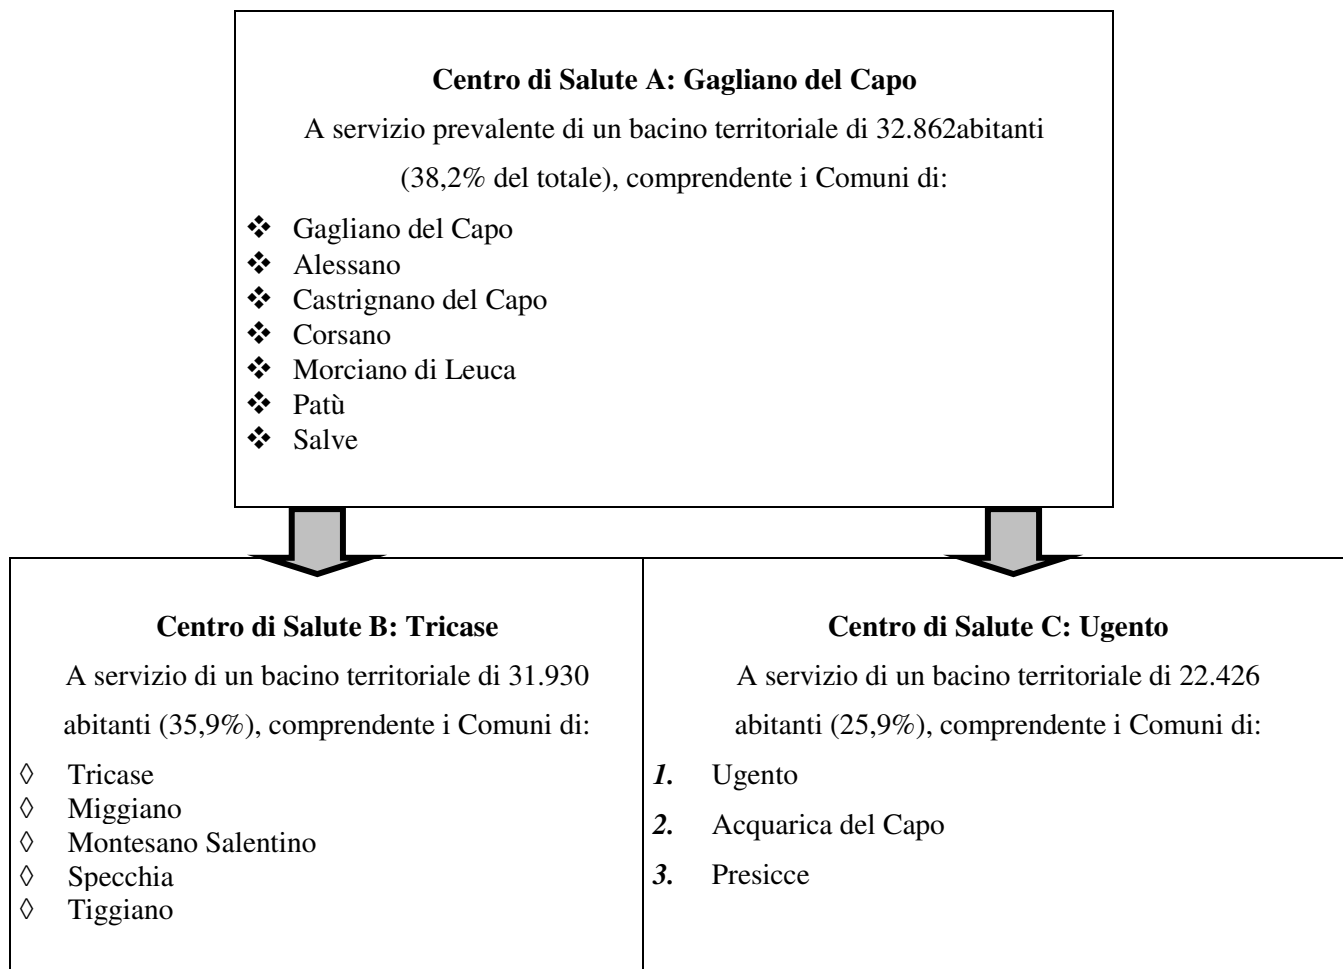 Centro di Salute A: Gagliano del Capo
A servizio prevalente di un bacino territoriale di 32.862abitanti
(38,2% del totale), comprendente i Comuni di:
❖ Gagliano del Capo
❖ Alessano
❖ Castrignano del Capo
❖ Corsano
❖ Morciano di Leuca
❖ Patù
❖ Salve
Centro di Salute B: Tricase
A servizio di un bacino territoriale di 31.930
abitanti (35,9%), comprendente i Comuni di:
◊ Tricase
◊ Miggiano
◊ Montesano Salentino
◊ Specchia
◊ Tiggiano
Centro di Salute C: Ugento
A servizio di un bacino territoriale di 22.426
abitanti (25,9%), comprendente i Comuni di:
1. Ugento
2. Acquarica del Capo
3. Presicce